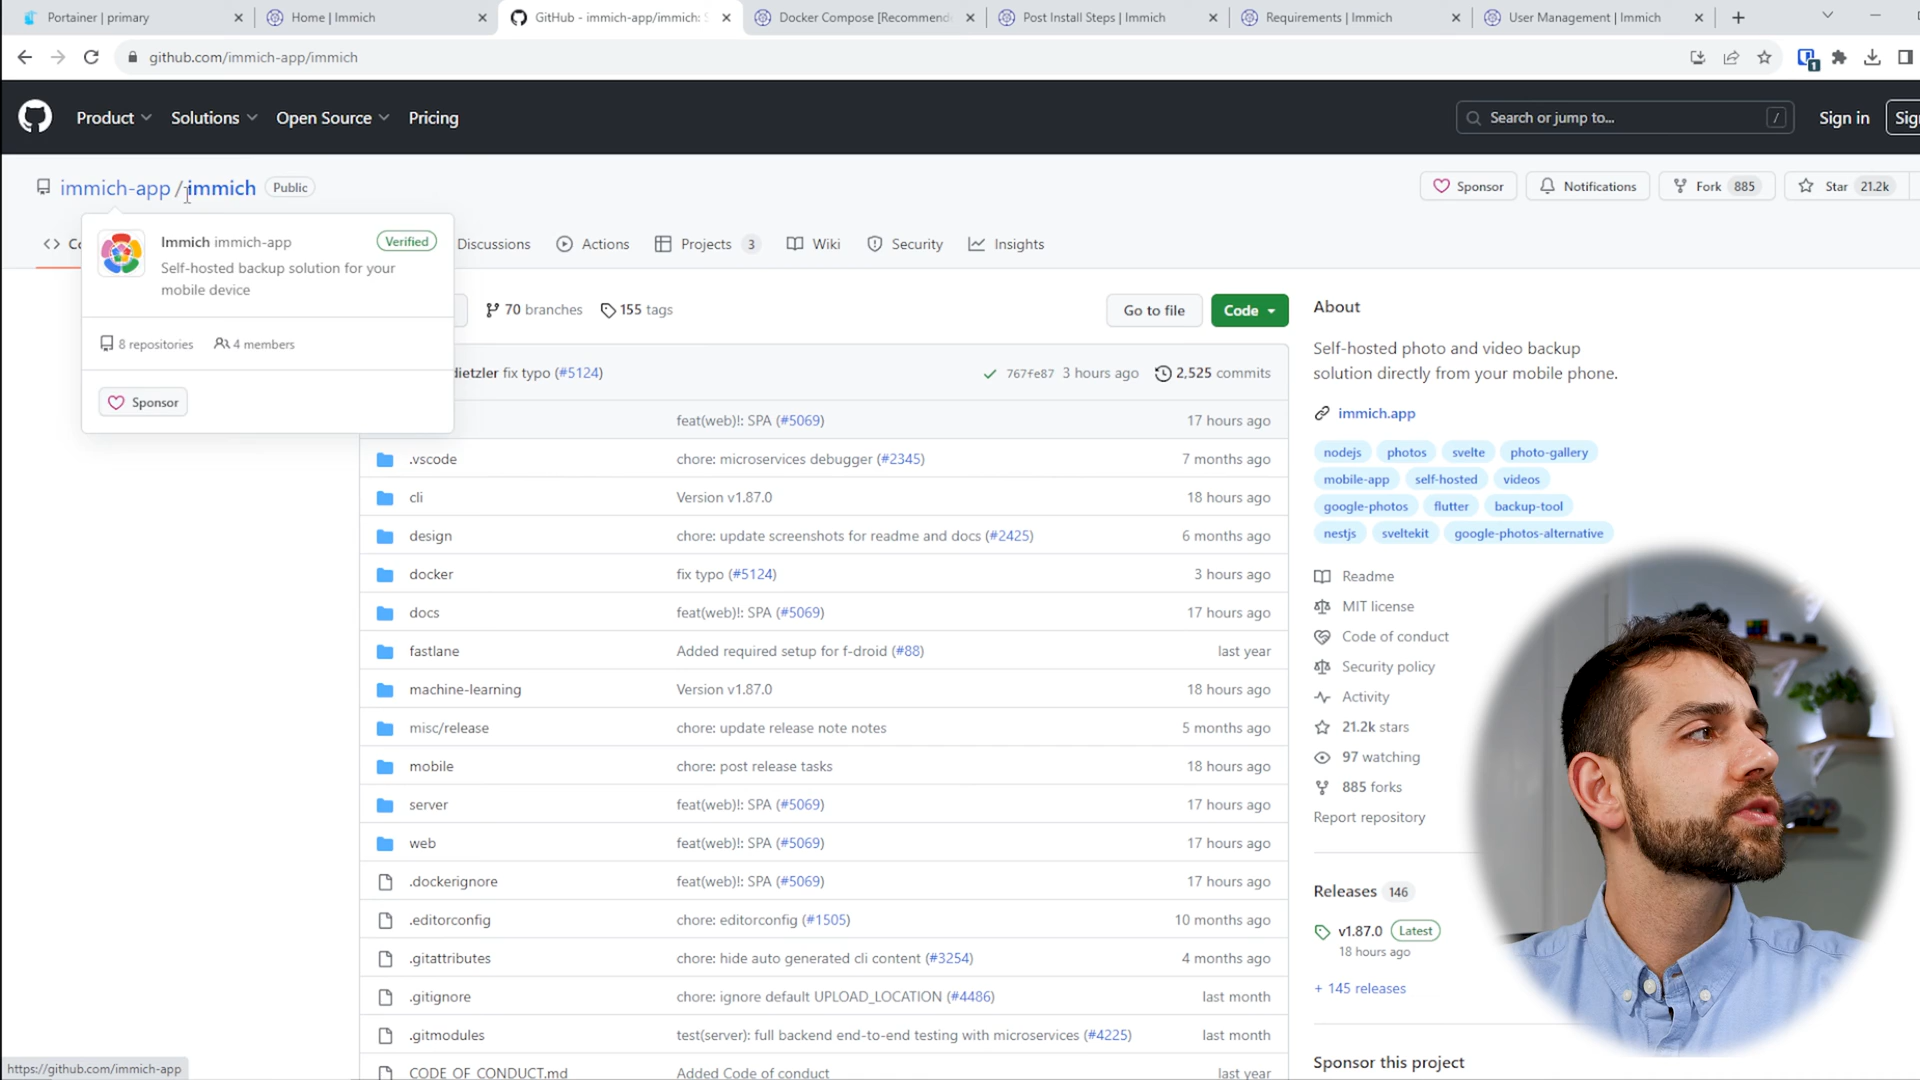 Portainer | primary
Home | Immich
GitHub - immich-app/immich: S
Docker Compose [Recommend
Post Install Steps | Immich
Requirements | Immich
User Management | Immich
github.com/immich-app/immich
1
Product
Solutions
Open Source
Pricing
Search or jump to...
/
Sign in
Sig
immich-app / immich
Public
Sponsor
Notifications
Fork 885
Star 21.2k
Co
Discussions
Actions
Projects 3
Wiki
Security
Insights
Immich immich-app
Verified
Self-hosted backup solution for your
mobile device
8 repositories
4 members
Sponsor
70 branches
155 tags
Go to file
Code
dietzler fix typo (#5124)
767fe87 3 hours ago
2,525 commits
feat(web)!: SPA (#5069) 17 hours ago
.vscode chore: microservices debugger (#2345) 7 months ago
cli Version v1.87.0 18 hours ago
design chore: update screenshots for readme and docs (#2425) 6 months ago
docker fix typo (#5124) 3 hours ago
docs feat(web)!: SPA (#5069) 17 hours ago
fastlane Added required setup for f-droid (#88) last year
machine-learning Version v1.87.0 18 hours ago
misc/release chore: update release note notes 5 months ago
mobile chore: post release tasks 18 hours ago
server feat(web)!: SPA (#5069) 17 hours ago
web feat(web)!: SPA (#5069) 17 hours ago
.dockerignore feat(web)!: SPA (#5069) 17 hours ago
.editorconfig chore: editorconfig (#1505) 10 months ago
.gitattributes chore: hide auto generated cli content (#3254) 4 months ago
.gitignore chore: ignore default UPLOAD_LOCATION (#4486) last month
.gitmodules test(server): full backend end-to-end testing with microservices (#4225) last month
CODE_OF_CONDUCT.md Added Code of conduct last year
About
Self-hosted photo and video backup
solution directly from your mobile phone.
immich.app
nodejs photos svelte photo-gallery
mobile-app self-hosted videos
google-photos flutter backup-tool
nestjs sveltekit google-photos-alternative
Readme
MIT license
Code of conduct
Security policy
Activity
21.2k stars
97 watching
885 forks
Report repository
Releases 146
v1.87.0 Latest
18 hours ago
+ 145 releases
Sponsor this project
https://github.com/immich-app